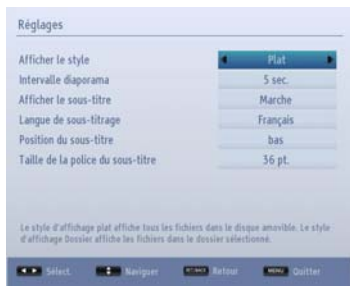 Réglages
Afficher le style Plat
Intervalle diaporama 5 sec.
Afficher le sous-titre Marche
Langue de sous-titrage Français
Position du sous-titre bas
Taille de la police du sous-titre 36 pt.
Le style d'affichage plat affiche tous les fichiers dans le disque amovible. Le style
d'affichage Dossier affiche les fichiers dans le dossier sélectionné.
Sélect. Naviguer RET/BACK Retour MENU Quitter